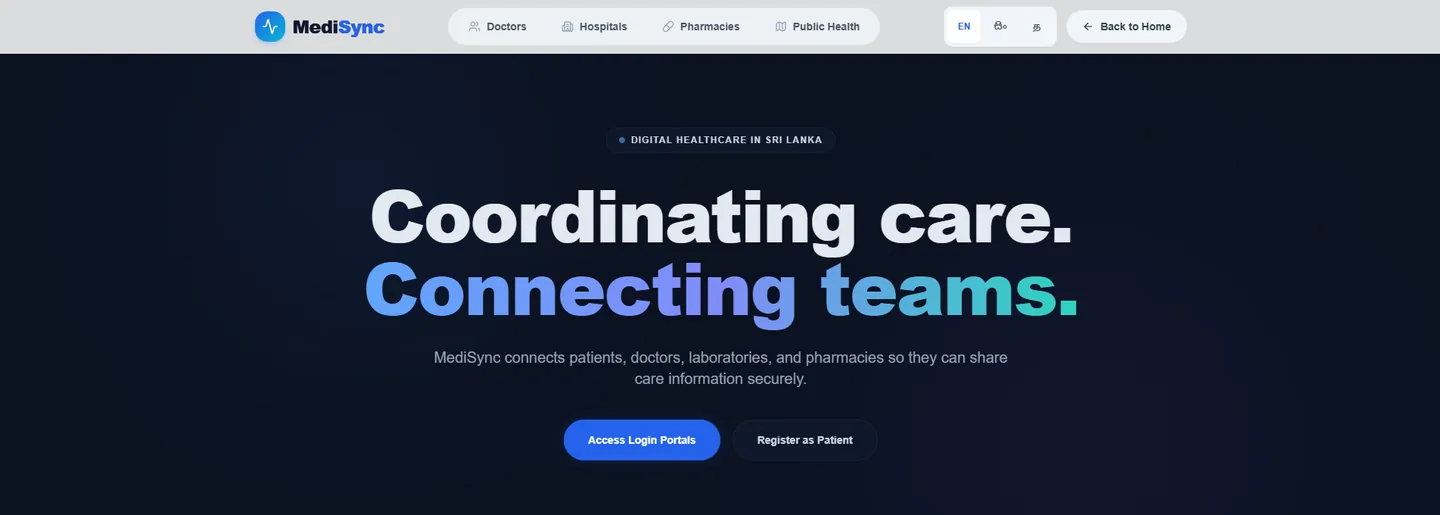 MediSync
Doctors
Hospitals
Pharmacies
Public Health
EN
සිං
த
Back to Home
DIGITAL HEALTHCARE IN SRI LANKA
Coordinating care.
Connecting teams.
MediSync connects patients, doctors, laboratories, and pharmacies so they can share
care information securely.
Access Login Portals
Register as Patient